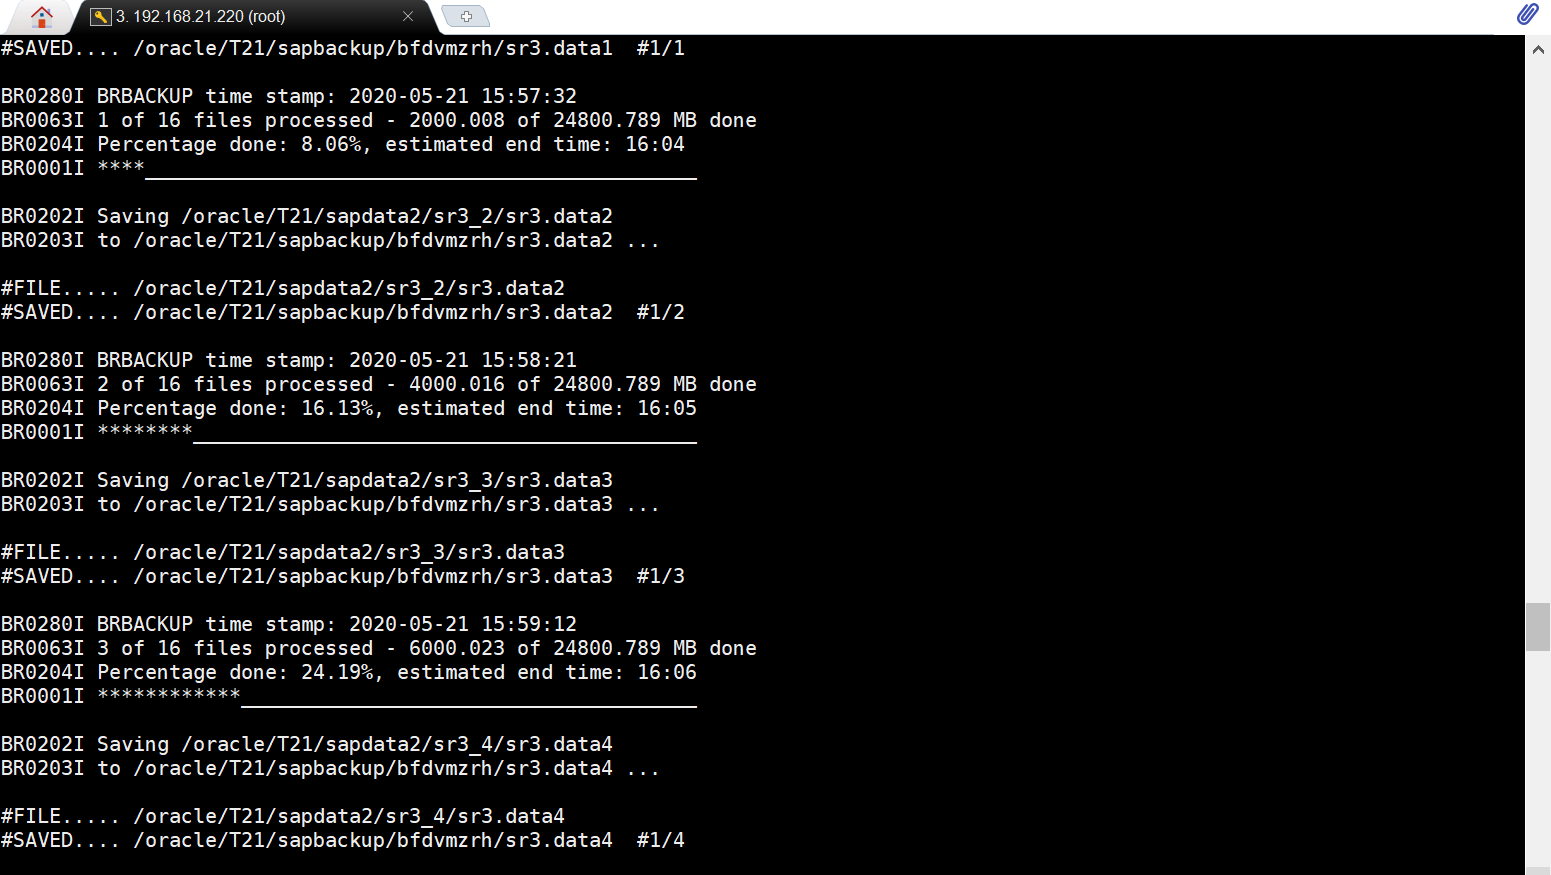 3. 192.168.21.220 (root)
#SAVED.... /oracle/T21/sapbackup/bfdvmzrh/sr3.data1  #1/1
BR0280I BRBACKUP time stamp: 2020-05-21 15:57:32
BR0063I 1 of 16 files processed - 2000.008 of 24800.789 MB done
BR0204I Percentage done: 8.06%, estimated end time: 16:04
BR0001I ****______________________________________________
BR0202I Saving /oracle/T21/sapdata2/sr3_2/sr3.data2
BR0203I to /oracle/T21/sapbackup/bfdvmzrh/sr3.data2 ...
#FILE..... /oracle/T21/sapdata2/sr3_2/sr3.data2
#SAVED.... /oracle/T21/sapbackup/bfdvmzrh/sr3.data2  #1/2
BR0280I BRBACKUP time stamp: 2020-05-21 15:58:21
BR0063I 2 of 16 files processed - 4000.016 of 24800.789 MB done
BR0204I Percentage done: 16.13%, estimated end time: 16:05
BR0001I ********__________________________________________
BR0202I Saving /oracle/T21/sapdata2/sr3_3/sr3.data3
BR0203I to /oracle/T21/sapbackup/bfdvmzrh/sr3.data3 ...
#FILE..... /oracle/T21/sapdata2/sr3_3/sr3.data3
#SAVED.... /oracle/T21/sapbackup/bfdvmzrh/sr3.data3  #1/3
BR0280I BRBACKUP time stamp: 2020-05-21 15:59:12
BR0063I 3 of 16 files processed - 6000.023 of 24800.789 MB done
BR0204I Percentage done: 24.19%, estimated end time: 16:06
BR0001I ************______________________________________
BR0202I Saving /oracle/T21/sapdata2/sr3_4/sr3.data4
BR0203I to /oracle/T21/sapbackup/bfdvmzrh/sr3.data4 ...
#FILE..... /oracle/T21/sapdata2/sr3_4/sr3.data4
#SAVED.... /oracle/T21/sapbackup/bfdvmzrh/sr3.data4  #1/4